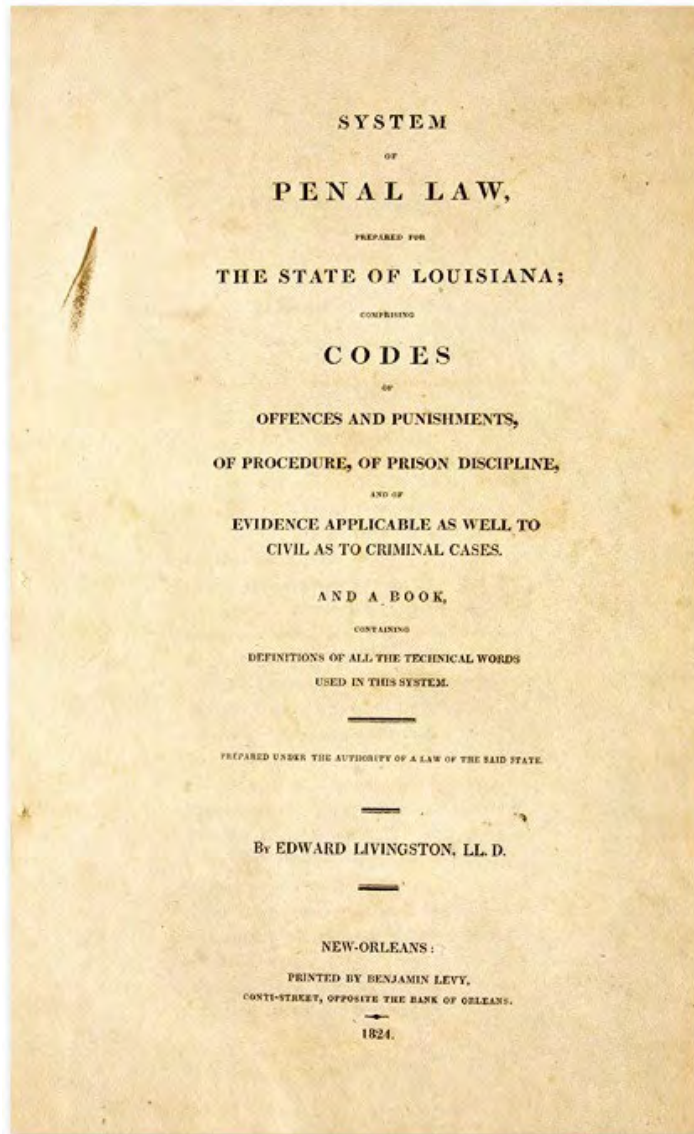 SYSTEM
OF
PENAL LAW,
PREPARED FOR
THE STATE OF LOUISIANA;
COMPRISING
CODES
OF
OFFENCES AND PUNISHMENTS,
OF PROCEDURE, OF PRISON DISCIPLINE,
AND OF
EVIDENCE APPLICABLE AS WELL TO
CIVIL AS TO CRIMINAL CASES.
AND A BOOK,
CONTAINING
DEFINITIONS OF ALL THE TECHNICAL WORDS
USED IN THIS SYSTEM.
PREPARED UNDER THE AUTHORITY OF A LAW OF THE SAID STATE.
BY EDWARD LIVINGSTON, LL. D.
NEW-ORLEANS:
PRINTED BY BENJAMIN LEVY,
CONTI-STREET, OPPOSITE THE BANK OF ORLEANS.
1824.